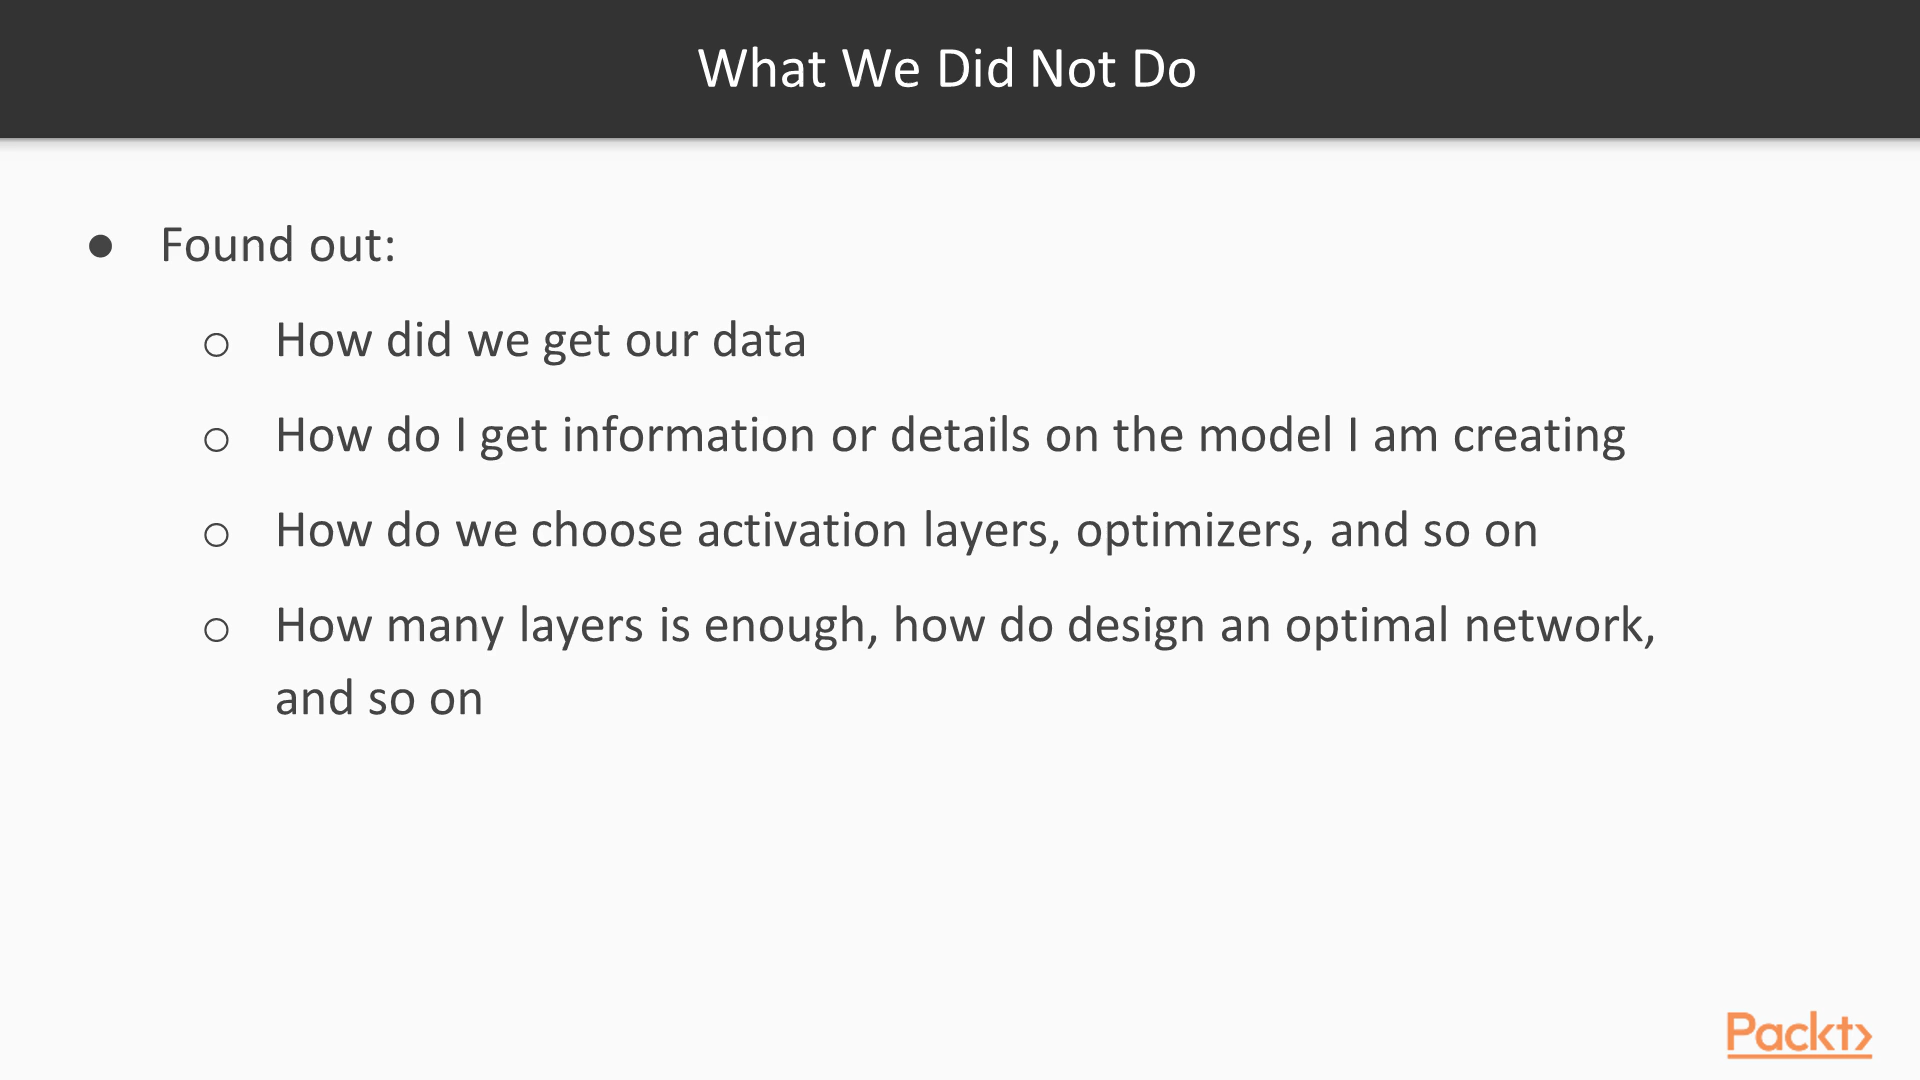 What We Did Not Do
● Found out:
○ How did we get our data
○ How do I get information or details on the model I am creating
○ How do we choose activation layers, optimizers, and so on
○ How many layers is enough, how do design an optimal network,
and so on
Packt>